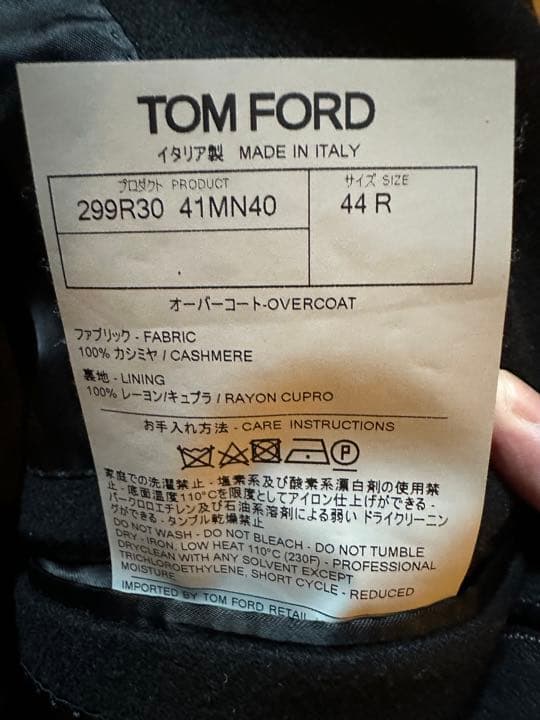 TOM FORD
イタリア製 MADE IN ITALY
プロダクト PRODUCT
299R30 41MN40
サイズ SIZE
44 R
オーバーコート-OVERCOAT
ファブリック - FABRIC
100% カシミヤ / CASHMERE
裏地 - LINING
100% レーヨン/キュプラ / RAYON CUPRO
お手入れ方法 - CARE INSTRUCTIONS
P
家庭での洗濯禁止 - 塩素系及び酸素系漂白剤の使用禁
止 - 底面温度110°Cを限度としてアイロン仕上げができる -
パークロロエチレン及び石油系溶剤による弱い ドライクリーニン
グができる - タンブル乾燥禁止
DO NOT WASH - DO NOT BLEACH - DO NOT TUMBLE
DRY - IRON, LOW HEAT 110°C (230F) - PROFESSIONAL
DRYCLEAN WITH ANY SOLVENT EXCEPT
TRICHLOROETHYLENE, SHORT CYCLE - REDUCED
MOISTURE
IMPORTED BY TOM FORD RETAIL